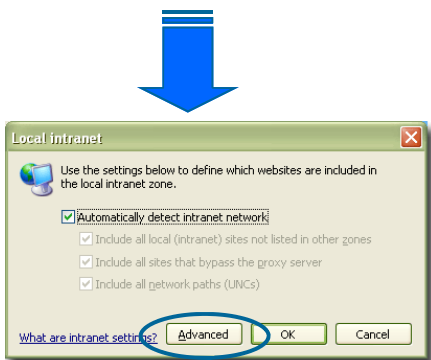 Local intranet
Use the settings below to define which websites are included in
the local intranet zone.
Automatically detect intranet network
Include all local (intranet) sites not listed in other zones
Include all sites that bypass the proxy server
Include all network paths (UNCs)
What are intranet settings? Advanced OK Cancel